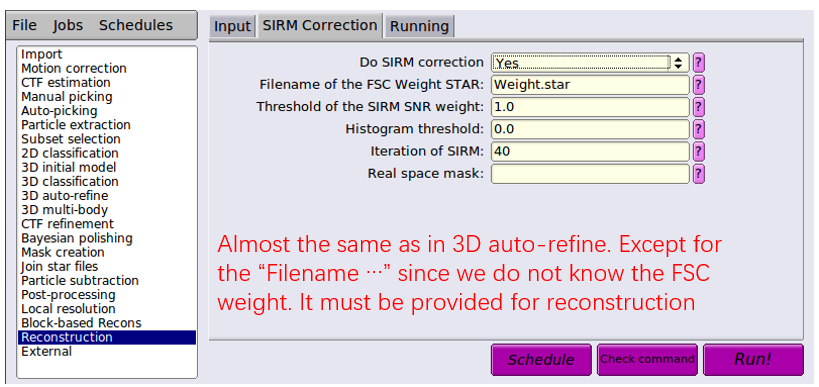 File Jobs Schedules
Import
Motion correction
CTF estimation
Manual picking
Auto-picking
Particle extraction
Subset selection
2D classification
3D initial model
3D classification
3D auto-refine
3D multi-body
CTF refinement
Bayesian polishing
Mask creation
Join star files
Particle subtraction
Post-processing
Local resolution
Block-based Recons
Reconstruction
External
Input SIRM Correction Running
Do SIRM correction Yes ?
Filename of the FSC Weight STAR: Weight.star ?
Threshold of the SIRM SNR weight: 1.0 ?
Histogram threshold: 0.0 ?
Iteration of SIRM: 40 ?
Real space mask: ?
Almost the same as in 3D auto-refine. Except for
the “Filename ···” since we do not know the FSC
weight. It must be provided for reconstruction
Schedule Check command Run!